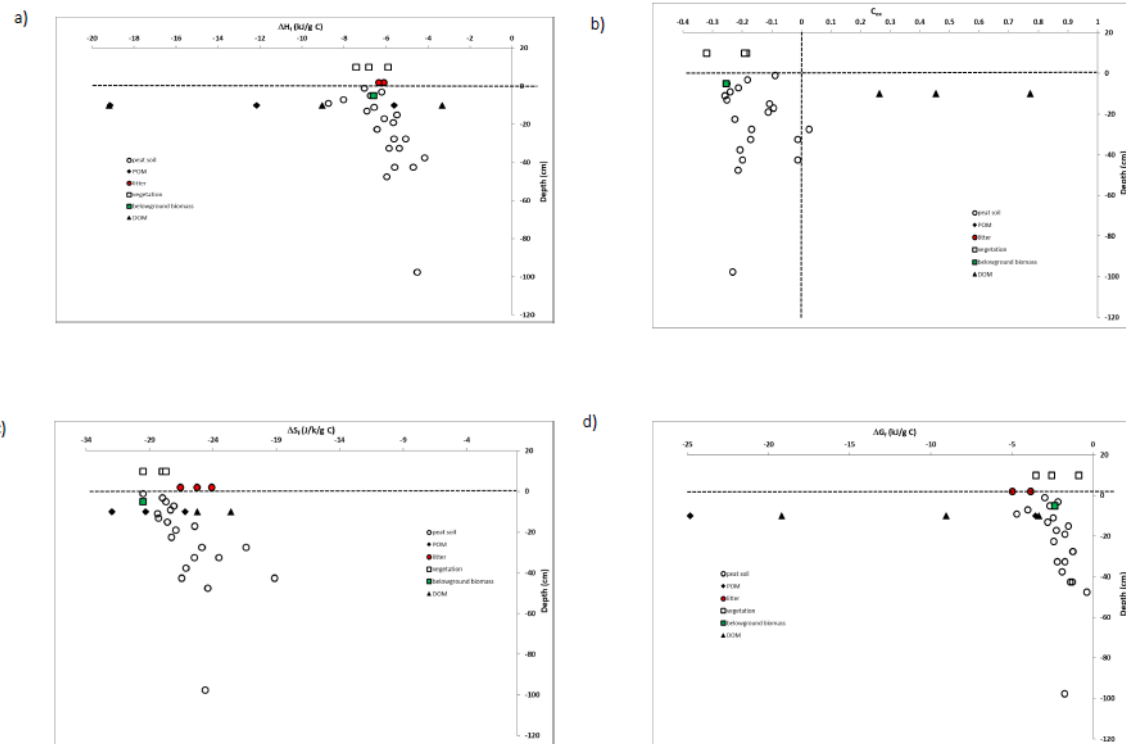 a)
ΔHf (kJ/g C)
-20 -16 -12 -8 -4 0
20
0
-20
-40
-60
-80
-100
-120
Depth (cm)
peat soil
POM
litter
vegetation
belowground biomass
DOM
b)
Cox
-0.4 -0.3 -0.2 -0.1 0 0.1 0.2 0.3 0.4 0.5 0.6 0.7 0.8 0.9 1
20
0
-20
-40
-60
-80
-100
-120
Depth (cm)
peat soil
POM
litter
vegetation
belowground biomass
DOM
c)
ΔSf (J/k/g C)
-34 -29 -24 -19 -14 -9 -4
20
0
-20
-40
-60
-80
-100
-120
Depth (cm)
peat soil
POM
litter
vegetation
belowground biomass
DOM
d)
ΔGf (kJ/g C)
-25 -20 -15 -10 -5 0
20
0
-20
-40
-60
-80
-100
-120
Depth (cm)
peat soil
POM
litter
vegetation
belowground biomass
DOM